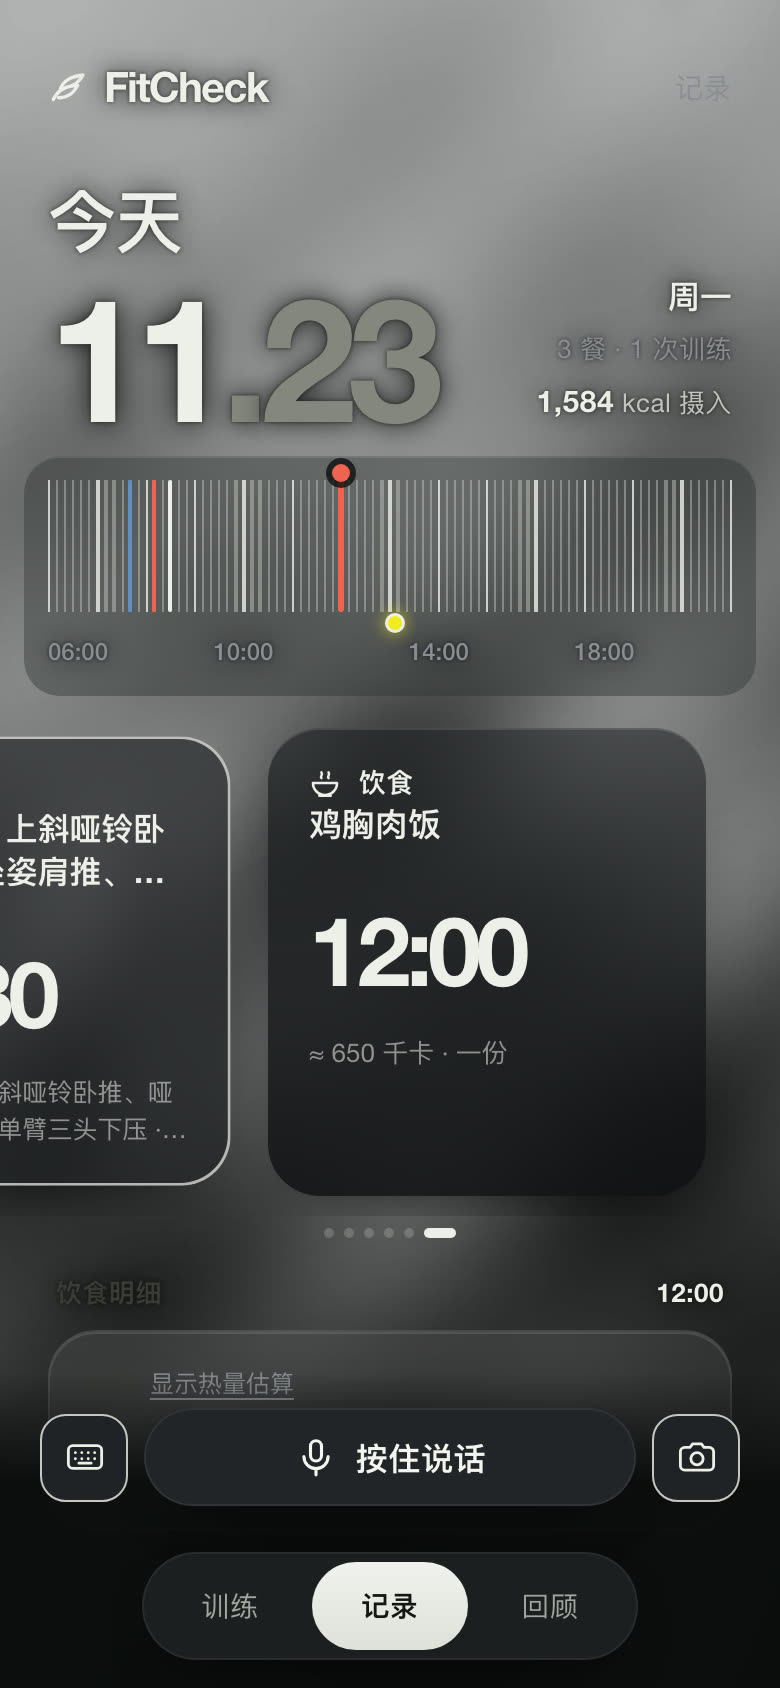 FitCheck
记录
今天
11.23
周一
3 餐 · 1 次训练
1,584 kcal 摄入
06:00 10:00 14:00 18:00
上斜哑铃卧
姿肩推、...
30
斜哑铃卧推、哑
单臂三头下压 ·...
饮食
鸡胸肉饭
12:00
≈ 650 千卡 · 一份
饮食明细
12:00
显示热量估算
按住说话
训练
记录
回顾